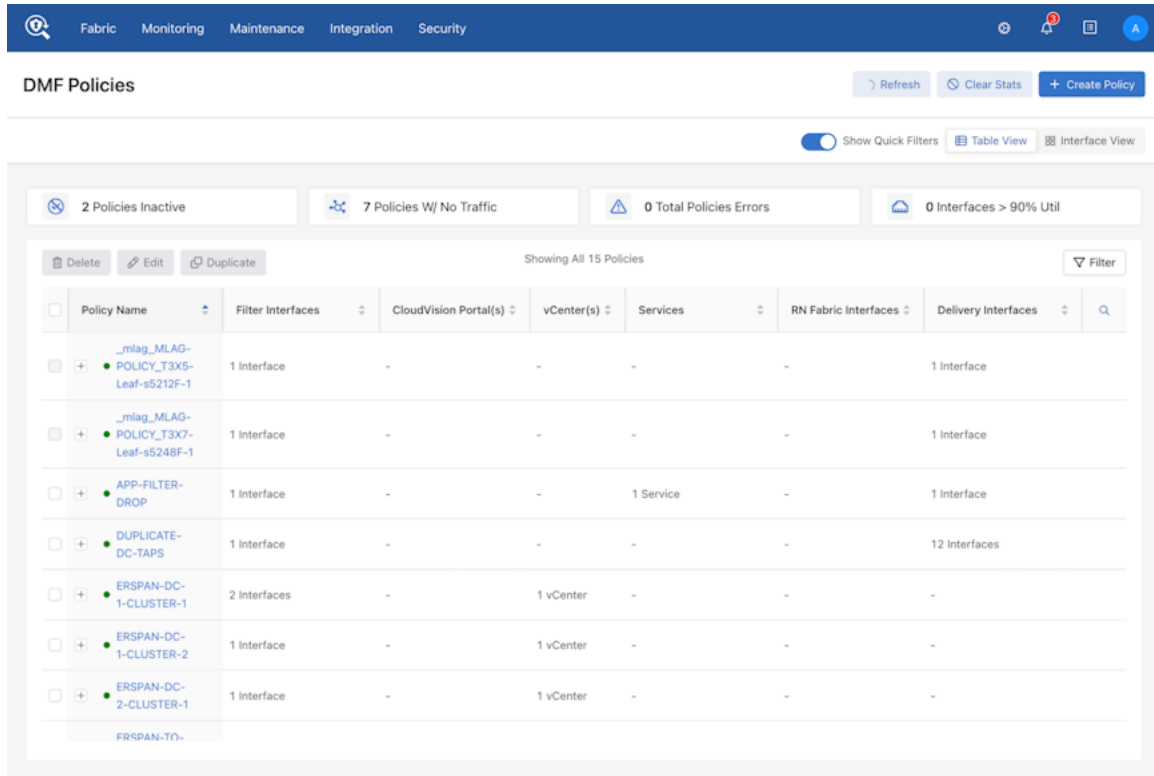 Fabric Monitoring Maintenance Integration Security 3 A
DMF Policies Refresh Clear Stats + Create Policy
Show Quick Filters Table View Interface View
2 Policies Inactive 7 Policies W/ No Traffic 0 Total Policies Errors 0 Interfaces > 90% Util
Delete Edit Duplicate Showing All 15 Policies Filter
Policy Name Filter Interfaces CloudVision Portal(s) vCenter(s) Services RN Fabric Interfaces Delivery Interfaces
_mlag_MLAG-
POLICY_T3X5- 1 Interface - - - - 1 Interface
Leaf-s5212F-1
_mlag_MLAG-
POLICY_T3X7- 1 Interface - - - - 1 Interface
Leaf-s5248F-1
APP-FILTER-
DROP 1 Interface - - 1 Service - 1 Interface
DUPLICATE-
DC-TAPS 1 Interface - - - - 12 Interfaces
ERSPAN-DC-
1-CLUSTER-1 2 Interfaces - 1 vCenter - - -
ERSPAN-DC-
1-CLUSTER-2 1 Interface - 1 vCenter - - -
ERSPAN-DC-
2-CLUSTER-1 1 Interface - 1 vCenter - - -
ERSPAN-TO-